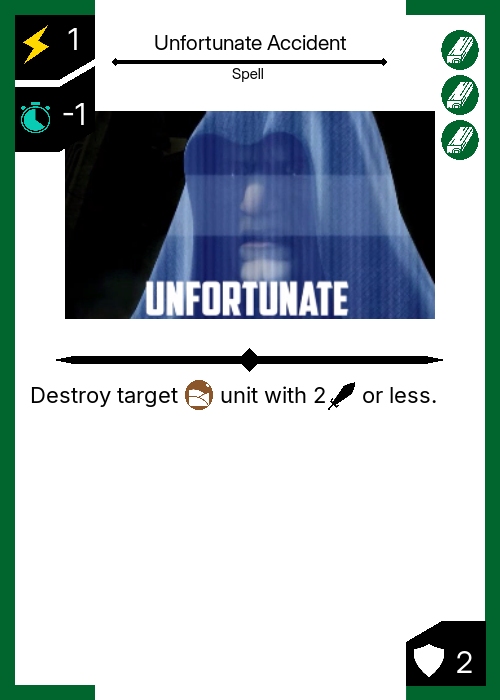 1
Unfortunate Accident
Spell
-1
UNFORTUNATE
Destroy target unit with 2 or less.
2